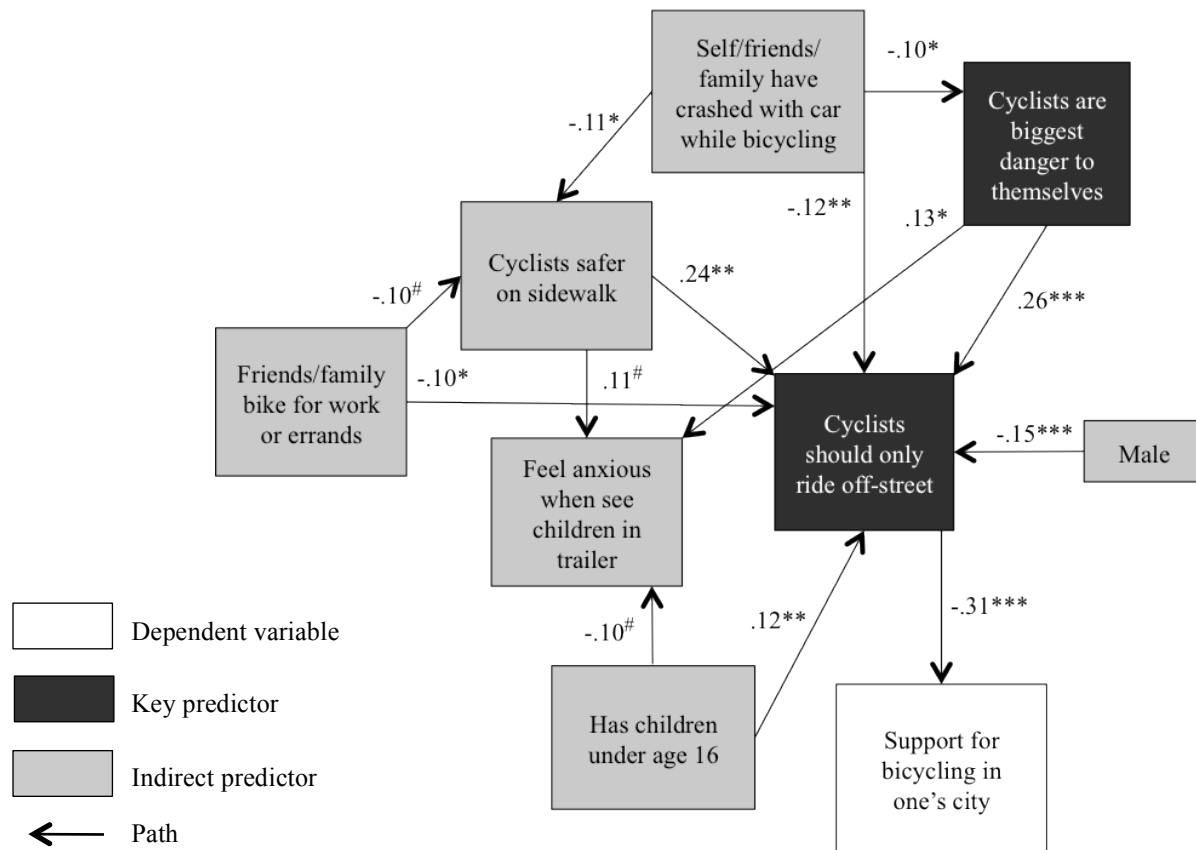 Self/friends/
family have
crashed with car
while bicycling
-.10*
Cyclists are
biggest
danger to
themselves
-.11*
-.12**
.13*
Cyclists safer
on sidewalk
.24**
.26***
-.10#
Friends/family
bike for work
or errands
-.10*
.11#
Cyclists
should only
ride off-street
-.15***
Male
Feel anxious
when see
children in
trailer
-.10#
.12**
-.31***
Has children
under age 16
Support for
bicycling in
one’s city
Dependent variable
Key predictor
Indirect predictor
Path